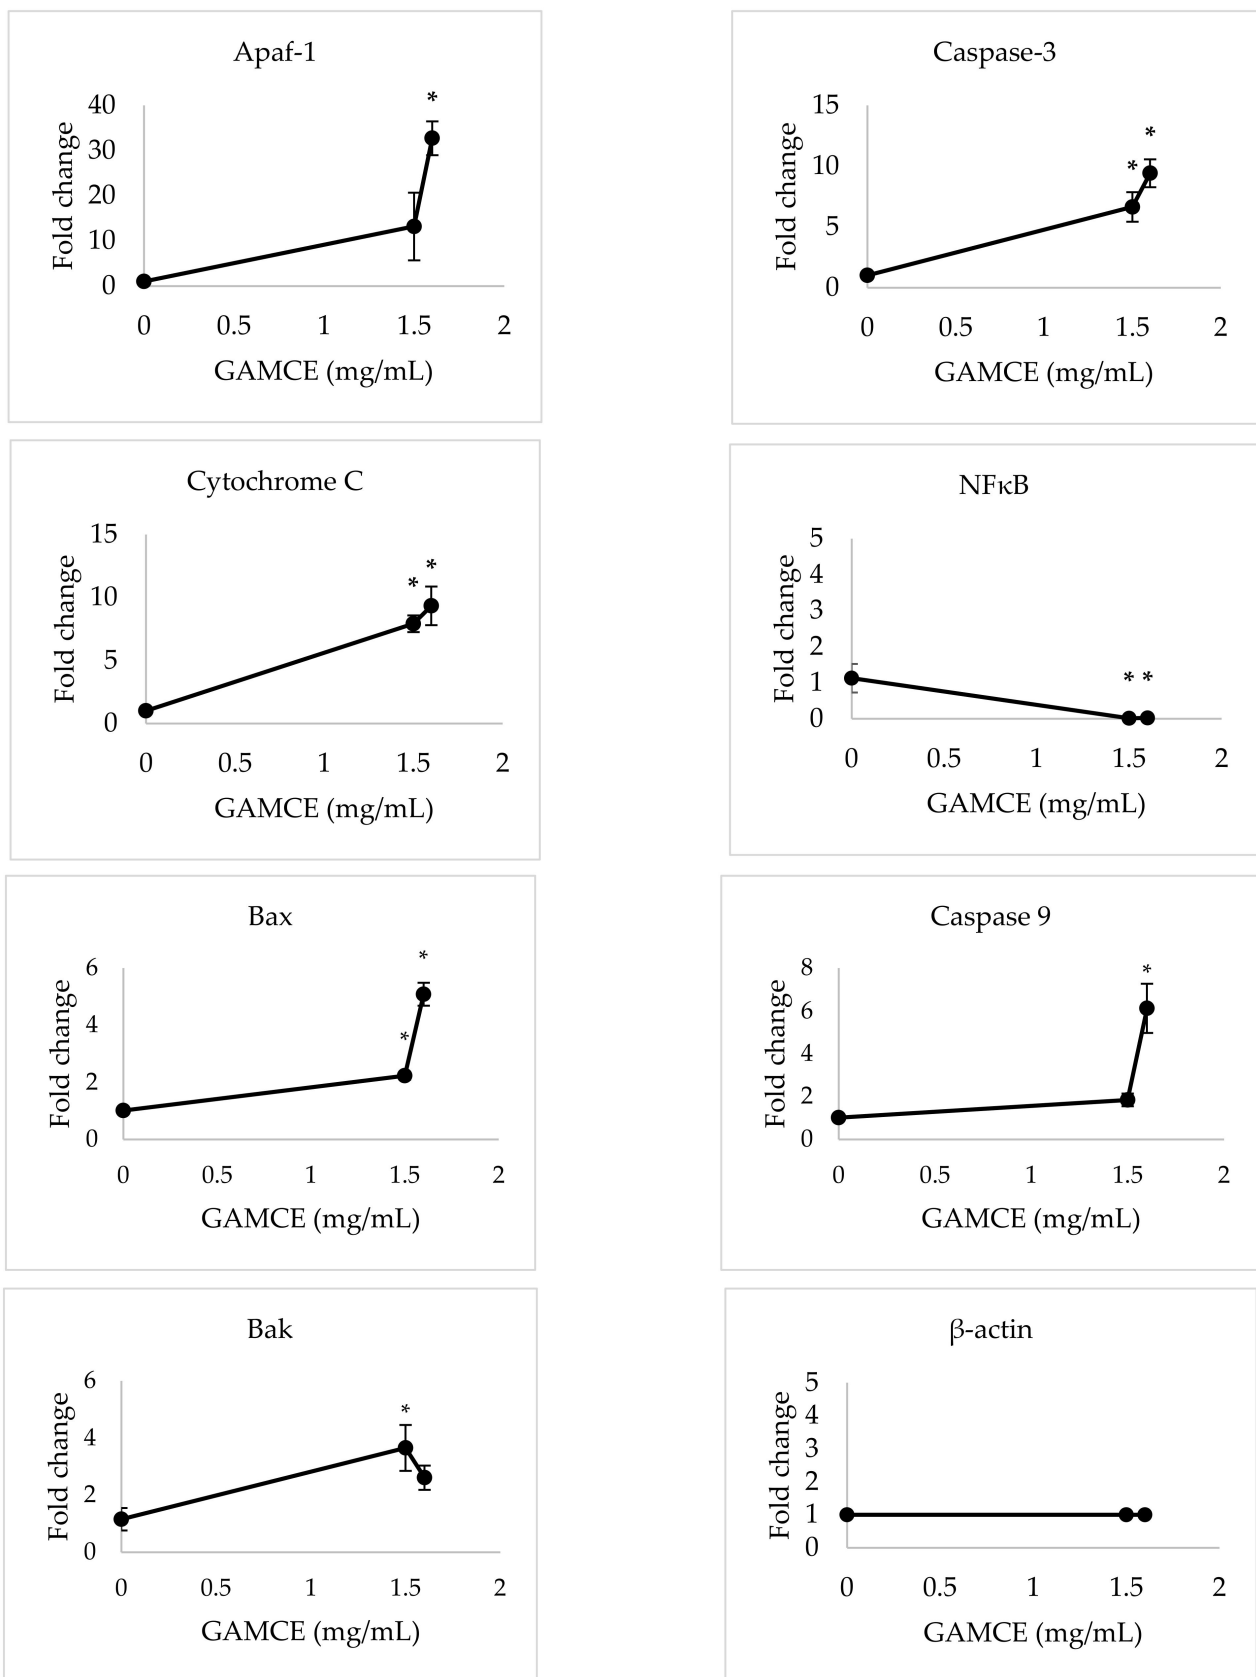 Apaf-1
*
40
30
20
10
0
Fold change
0 0.5 1 1.5 2
GAMCE (mg/mL)
Caspase-3
*
*
15
10
5
0
Fold change
0 0.5 1 1.5 2
GAMCE (mg/mL)
Cytochrome C
* *
15
10
5
0
Fold change
0 0.5 1 1.5 2
GAMCE (mg/mL)
NFκB
5
4
3
2
1
0
* *
Fold change
0 0.5 1 1.5 2
GAMCE (mg/mL)
Bax
*
*
6
4
2
0
Fold change
0 0.5 1 1.5 2
GAMCE (mg/mL)
Caspase 9
*
8
6
4
2
0
Fold change
0 0.5 1 1.5 2
GAMCE (mg/mL)
Bak
*
6
4
2
0
Fold change
0 0.5 1 1.5 2
GAMCE (mg/mL)
β-actin
5
4
3
2
1
0
Fold change
0 0.5 1 1.5 2
GAMCE (mg/mL)